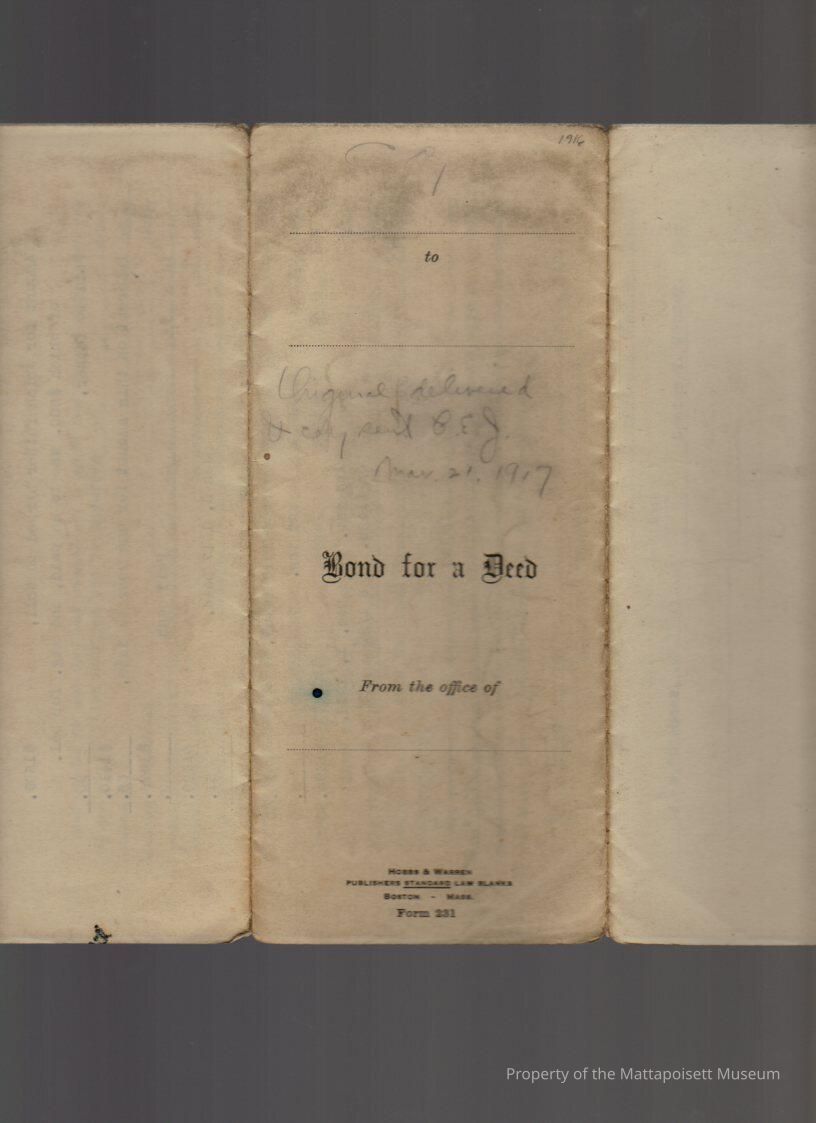 1916
to
Original delivered
& copy sent C.E.J.
Mar. 21. 1917
Bond for a Deed
From the office of
HOBBS & WARREN
PUBLISHERS STANDARD LAW BLANKS
BOSTON - MASS.
Form 231
Property of the Mattapoisett Museum